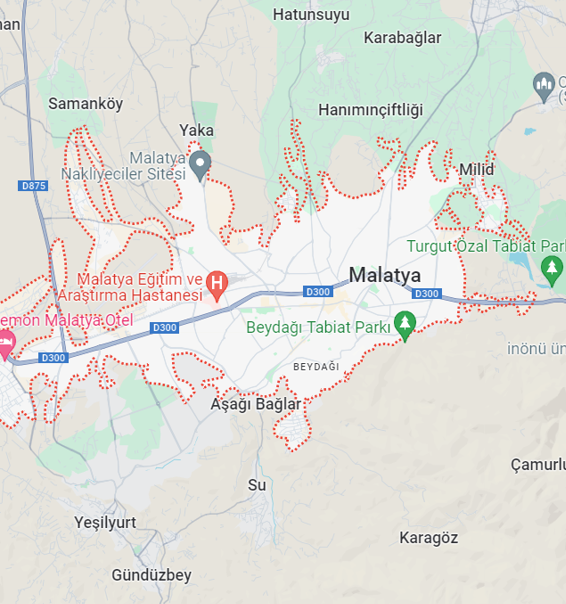 Hatunsuyu
Karabağlar
Samanköy
Hanımınçiftliği
Yaka
Malatya
Nakliyeciler Sitesi
Milid
D875
Turgut Özal Tabiat Park
Malatya
Malatya Eğitim ve
Araştırma Hastanesi
D300
D300
emon Malatya Otel
D300
Beydağı Tabiat Parkı
inönü ün
D300
BEYDAĞI
Aşağı Bağlar
Çamurlu
Su
Yeşilyurt
Karagöz
Gündüzbey